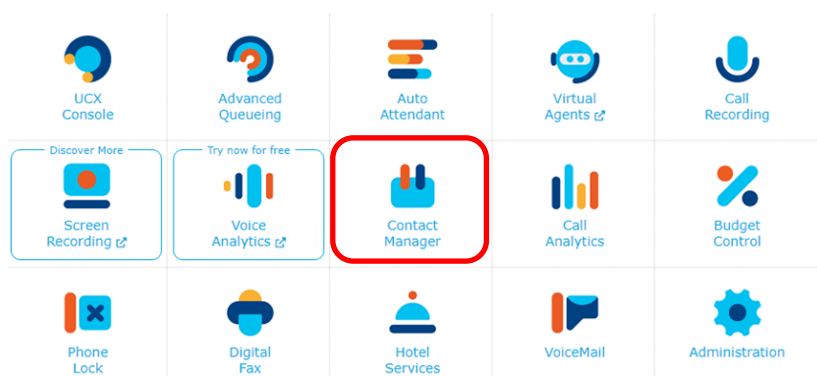 UCX
Console
Advanced
Queueing
Auto
Attendant
Virtual
Agents
Call
Recording
Discover More
Screen
Recording
Try now for free
Voice
Analytics
Contact
Manager
Call
Analytics
Budget
Control
Phone
Lock
Digital
Fax
Hotel
Services
VoiceMail
Administration